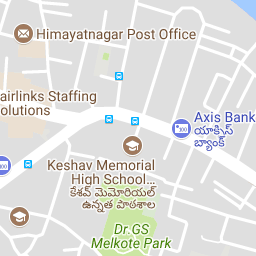 Himayatnagar Post Office
airlinks Staffing
olutions
Axis Bank
యాక్సిస్
బ్యాంక్
Keshav Memorial
High School...
కేశవ్ మెమోరియల్
ఉన్నత పాఠశాల
Dr.GS
Melkote Park